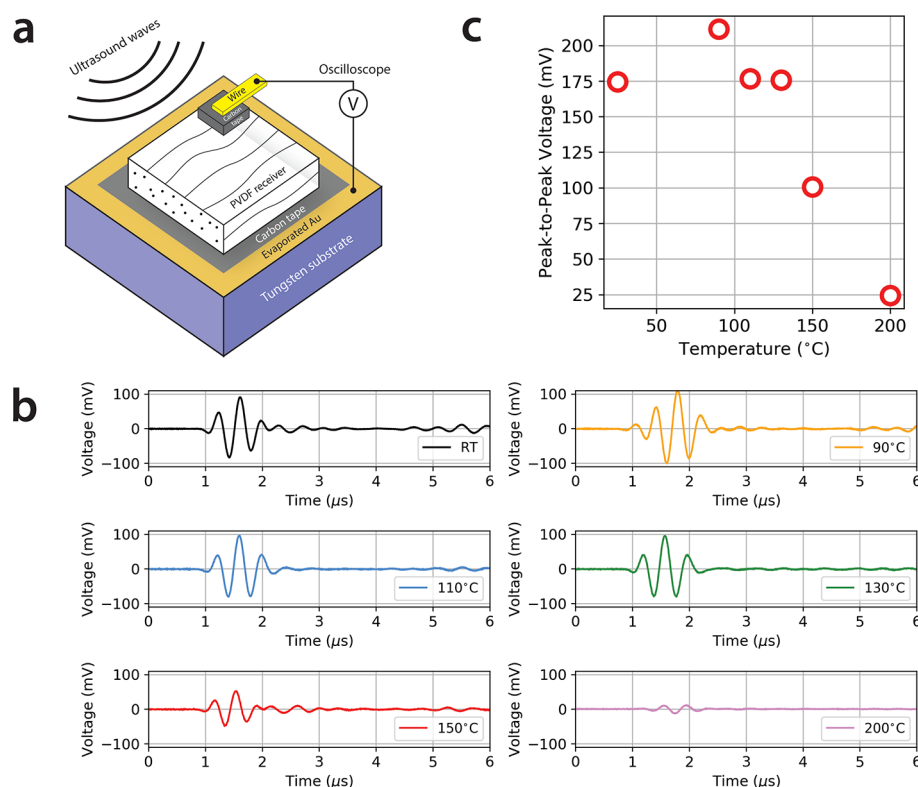 a
Ultrasound waves
Oscilloscope
Wire
V
Carbon
tape
PVDF receiver
Carbon tape
Evaporated Au
Tungsten substrate
c
Peak-to-Peak Voltage (mV)
200
175
150
125
100
75
50
25
50 100 150 200
Temperature (°C)
b
Voltage (mV)
100
0
−100
RT
0 1 2 3 4 5 6
Time (μs)
Voltage (mV)
100
0
−100
90°C
0 1 2 3 4 5 6
Time (μs)
Voltage (mV)
100
0
−100
110°C
0 1 2 3 4 5 6
Time (μs)
Voltage (mV)
100
0
−100
130°C
0 1 2 3 4 5 6
Time (μs)
Voltage (mV)
100
0
−100
150°C
0 1 2 3 4 5 6
Time (μs)
Voltage (mV)
100
0
−100
200°C
0 1 2 3 4 5 6
Time (μs)